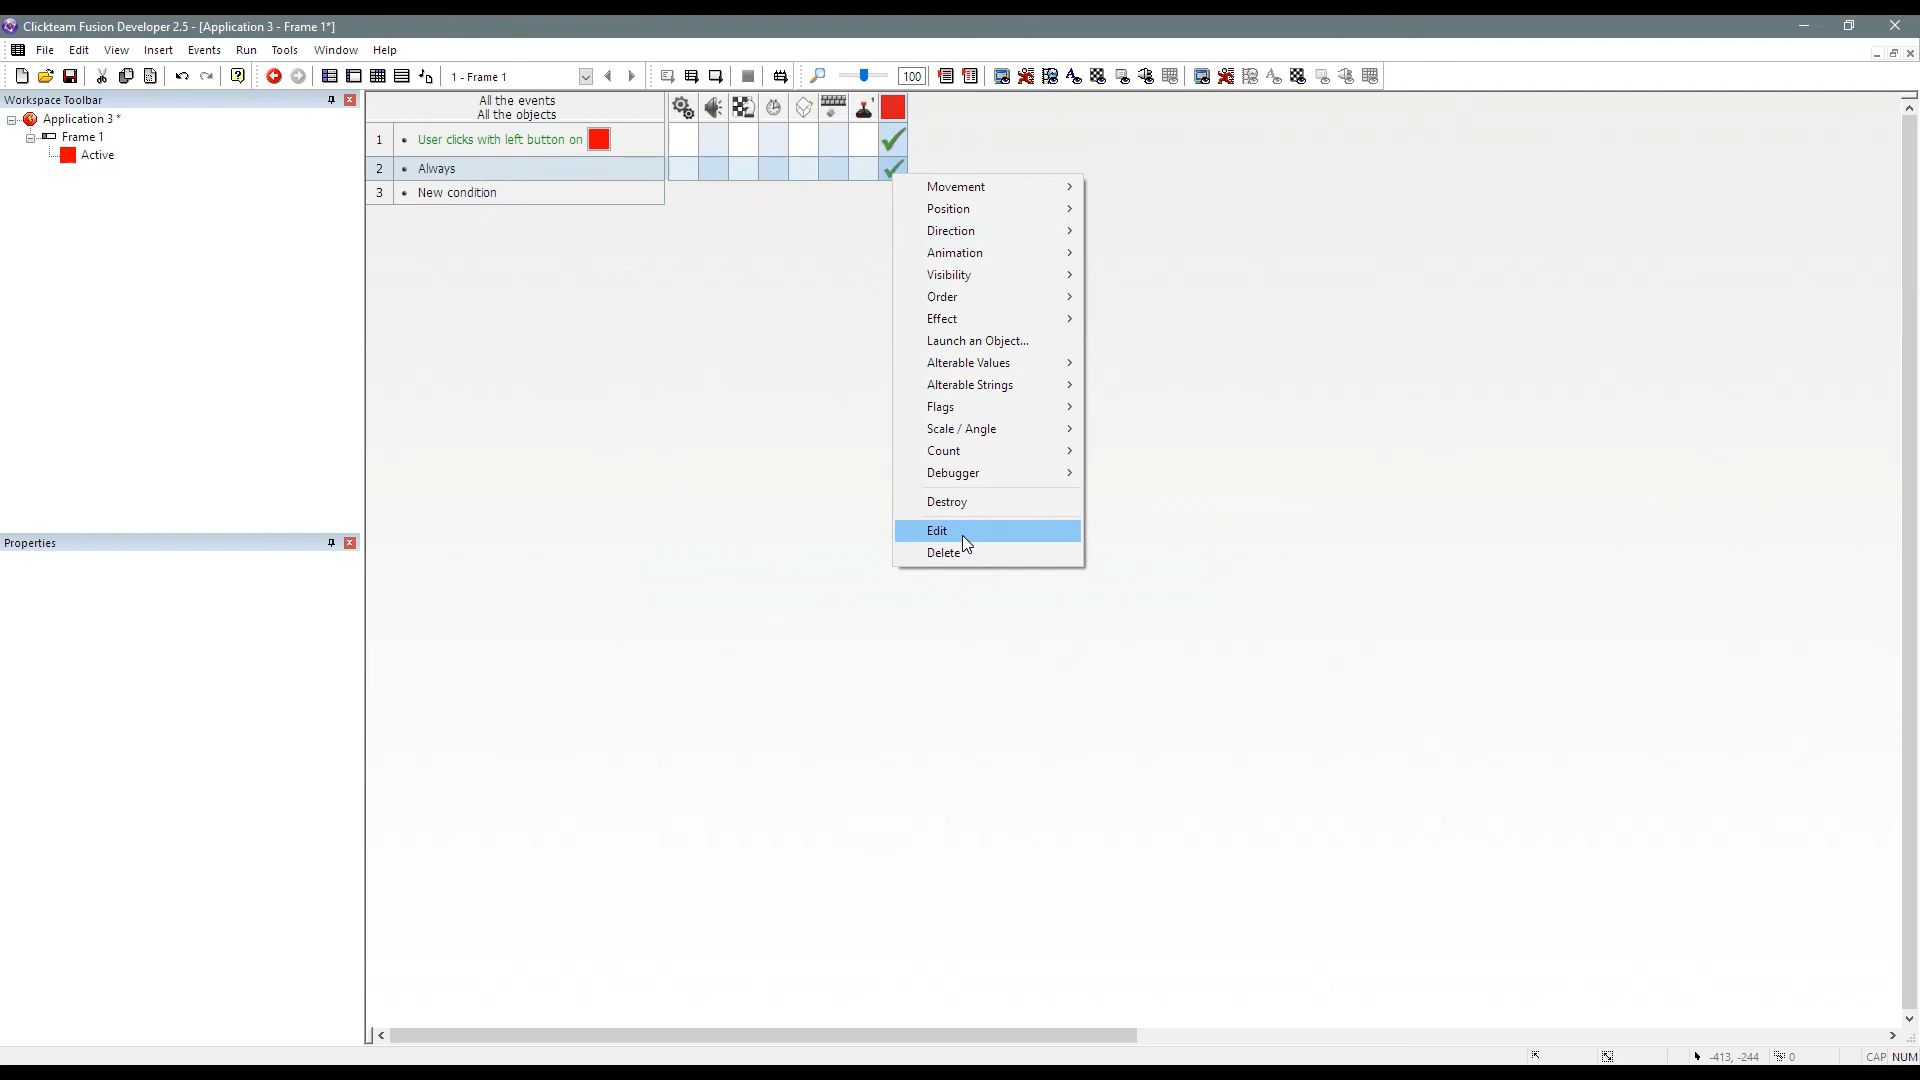 Clickteam Fusion Developer 2.5 - [Application 3 - Frame 1*]
File Edit View Insert Events Run Tools Window Help
1 - Frame 1
100
Workspace Toolbar
Application 3 *
Frame 1
Active
Properties
All the events
All the objects
1 User clicks with left button on
2 Always
3 New condition
1
Movement
Position
Direction
Animation
Visibility
Order
Effect
Launch an Object...
Alterable Values
Alterable Strings
Flags
Scale / Angle
Count
Debugger
Destroy
Edit
Delete
-413, -244 0 CAP NUM